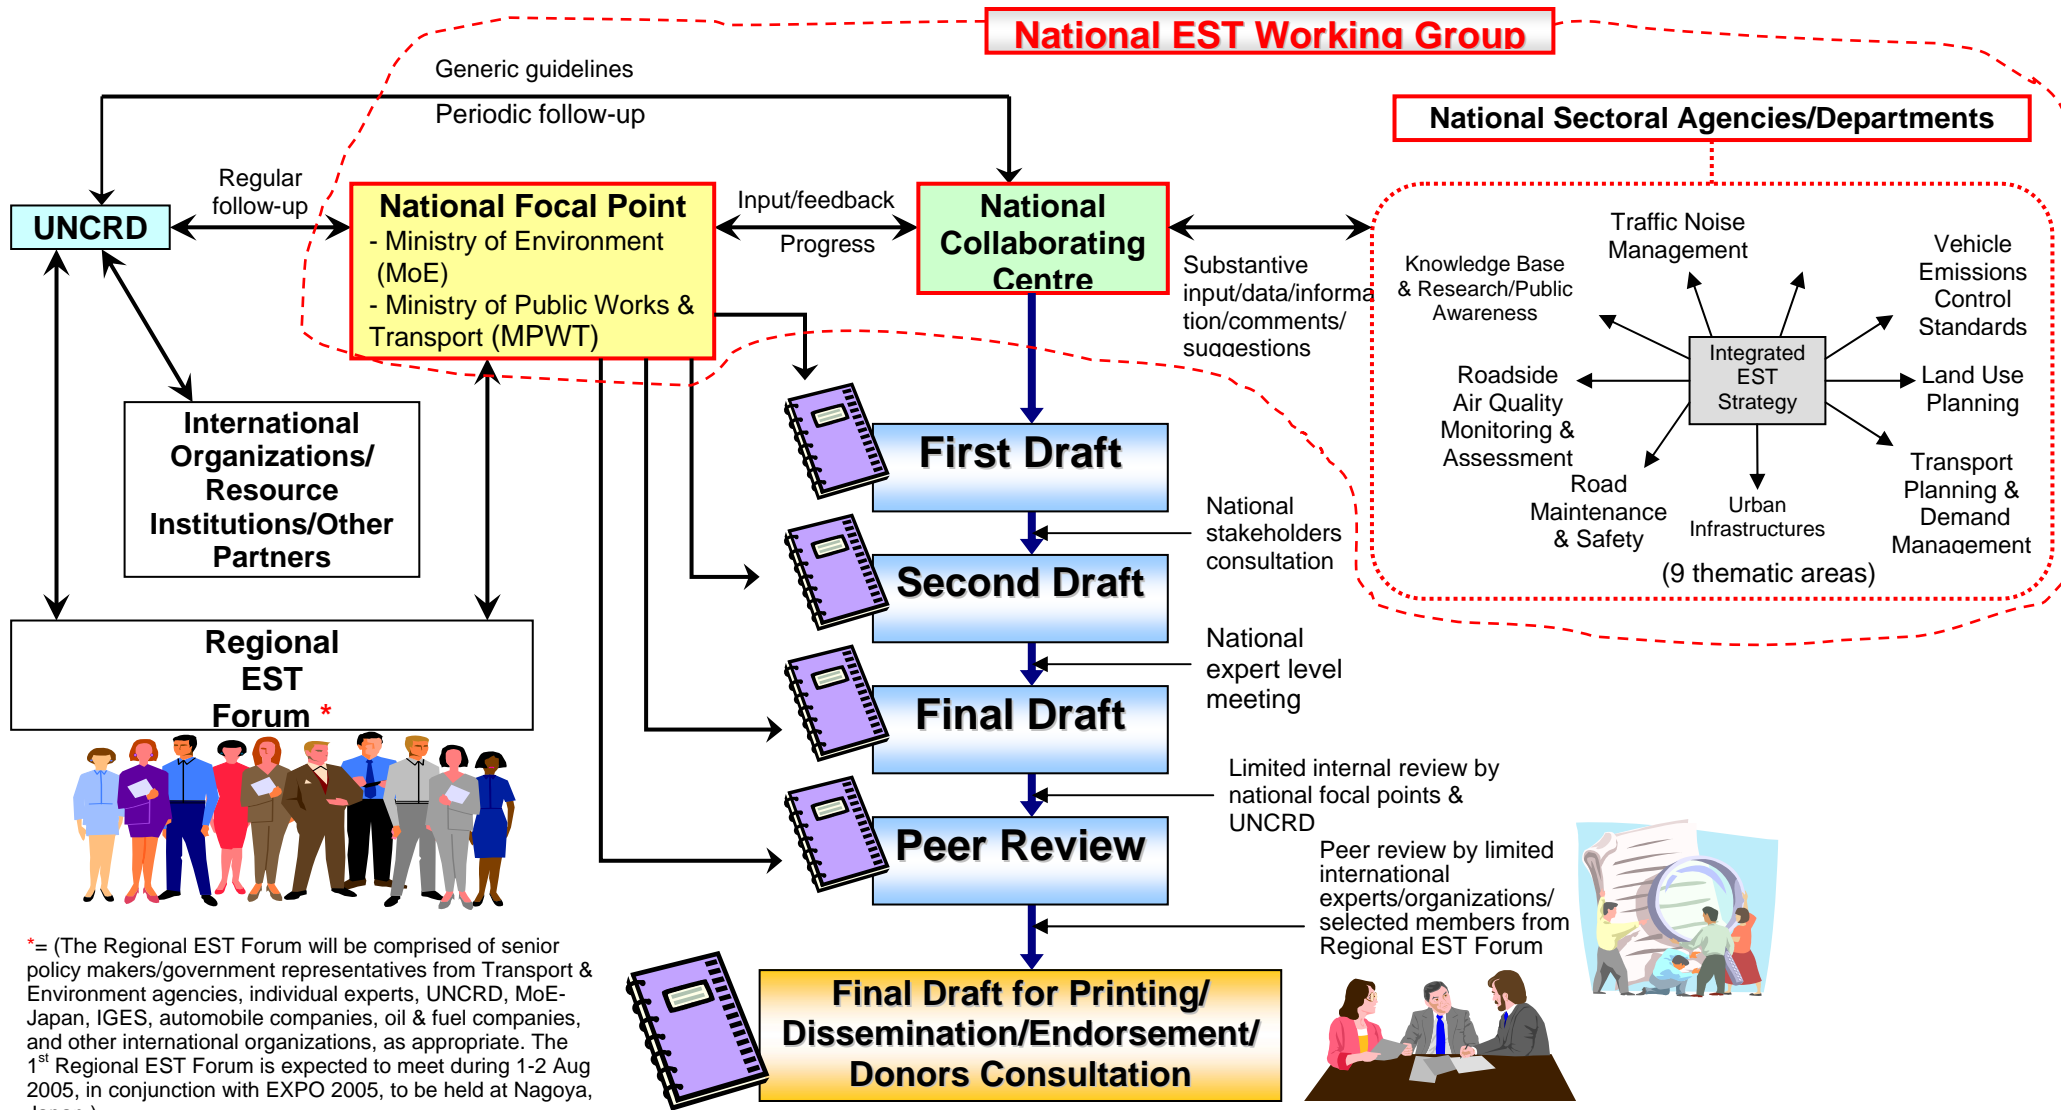 National EST Working Group
Generic guidelines
Periodic follow-up
National Sectoral Agencies/Departments
UNCRD
Regular
follow-up
National Focal Point
- Ministry of Environment
(MoE)
- Ministry of Public Works &
Transport (MPWT)
Input/feedback
Progress
National
Collaborating
Centre
Substantive
input/data/informa
tion/comments/
suggestions
Traffic Noise
Management
Knowledge Base
& Research/Public
Awareness
Vehicle
Emissions
Control
Standards
Integrated
EST
Strategy
Roadside
Air Quality
Monitoring &
Assessment
Land Use
Planning
Road
Maintenance
& Safety
Urban
Infrastructures
Transport
Planning &
Demand
Management
(9 thematic areas)
International
Organizations/
Resource
Institutions/Other
Partners
Regional
EST
Forum *
First Draft
National
stakeholders
consultation
Second Draft
National
expert level
meeting
Final Draft
Limited internal review by
national focal points &
UNCRD
Peer Review
Peer review by limited
international
experts/organizations/
selected members from
Regional EST Forum
Final Draft for Printing/
Dissemination/Endorsement/
Donors Consultation
*= (The Regional EST Forum will be comprised of senior
policy makers/government representatives from Transport &
Environment agencies, individual experts, UNCRD, MoE-
Japan, IGES, automobile companies, oil & fuel companies,
and other international organizations, as appropriate. The
1st Regional EST Forum is expected to meet during 1-2 Aug
2005, in conjunction with EXPO 2005, to be held at Nagoya,